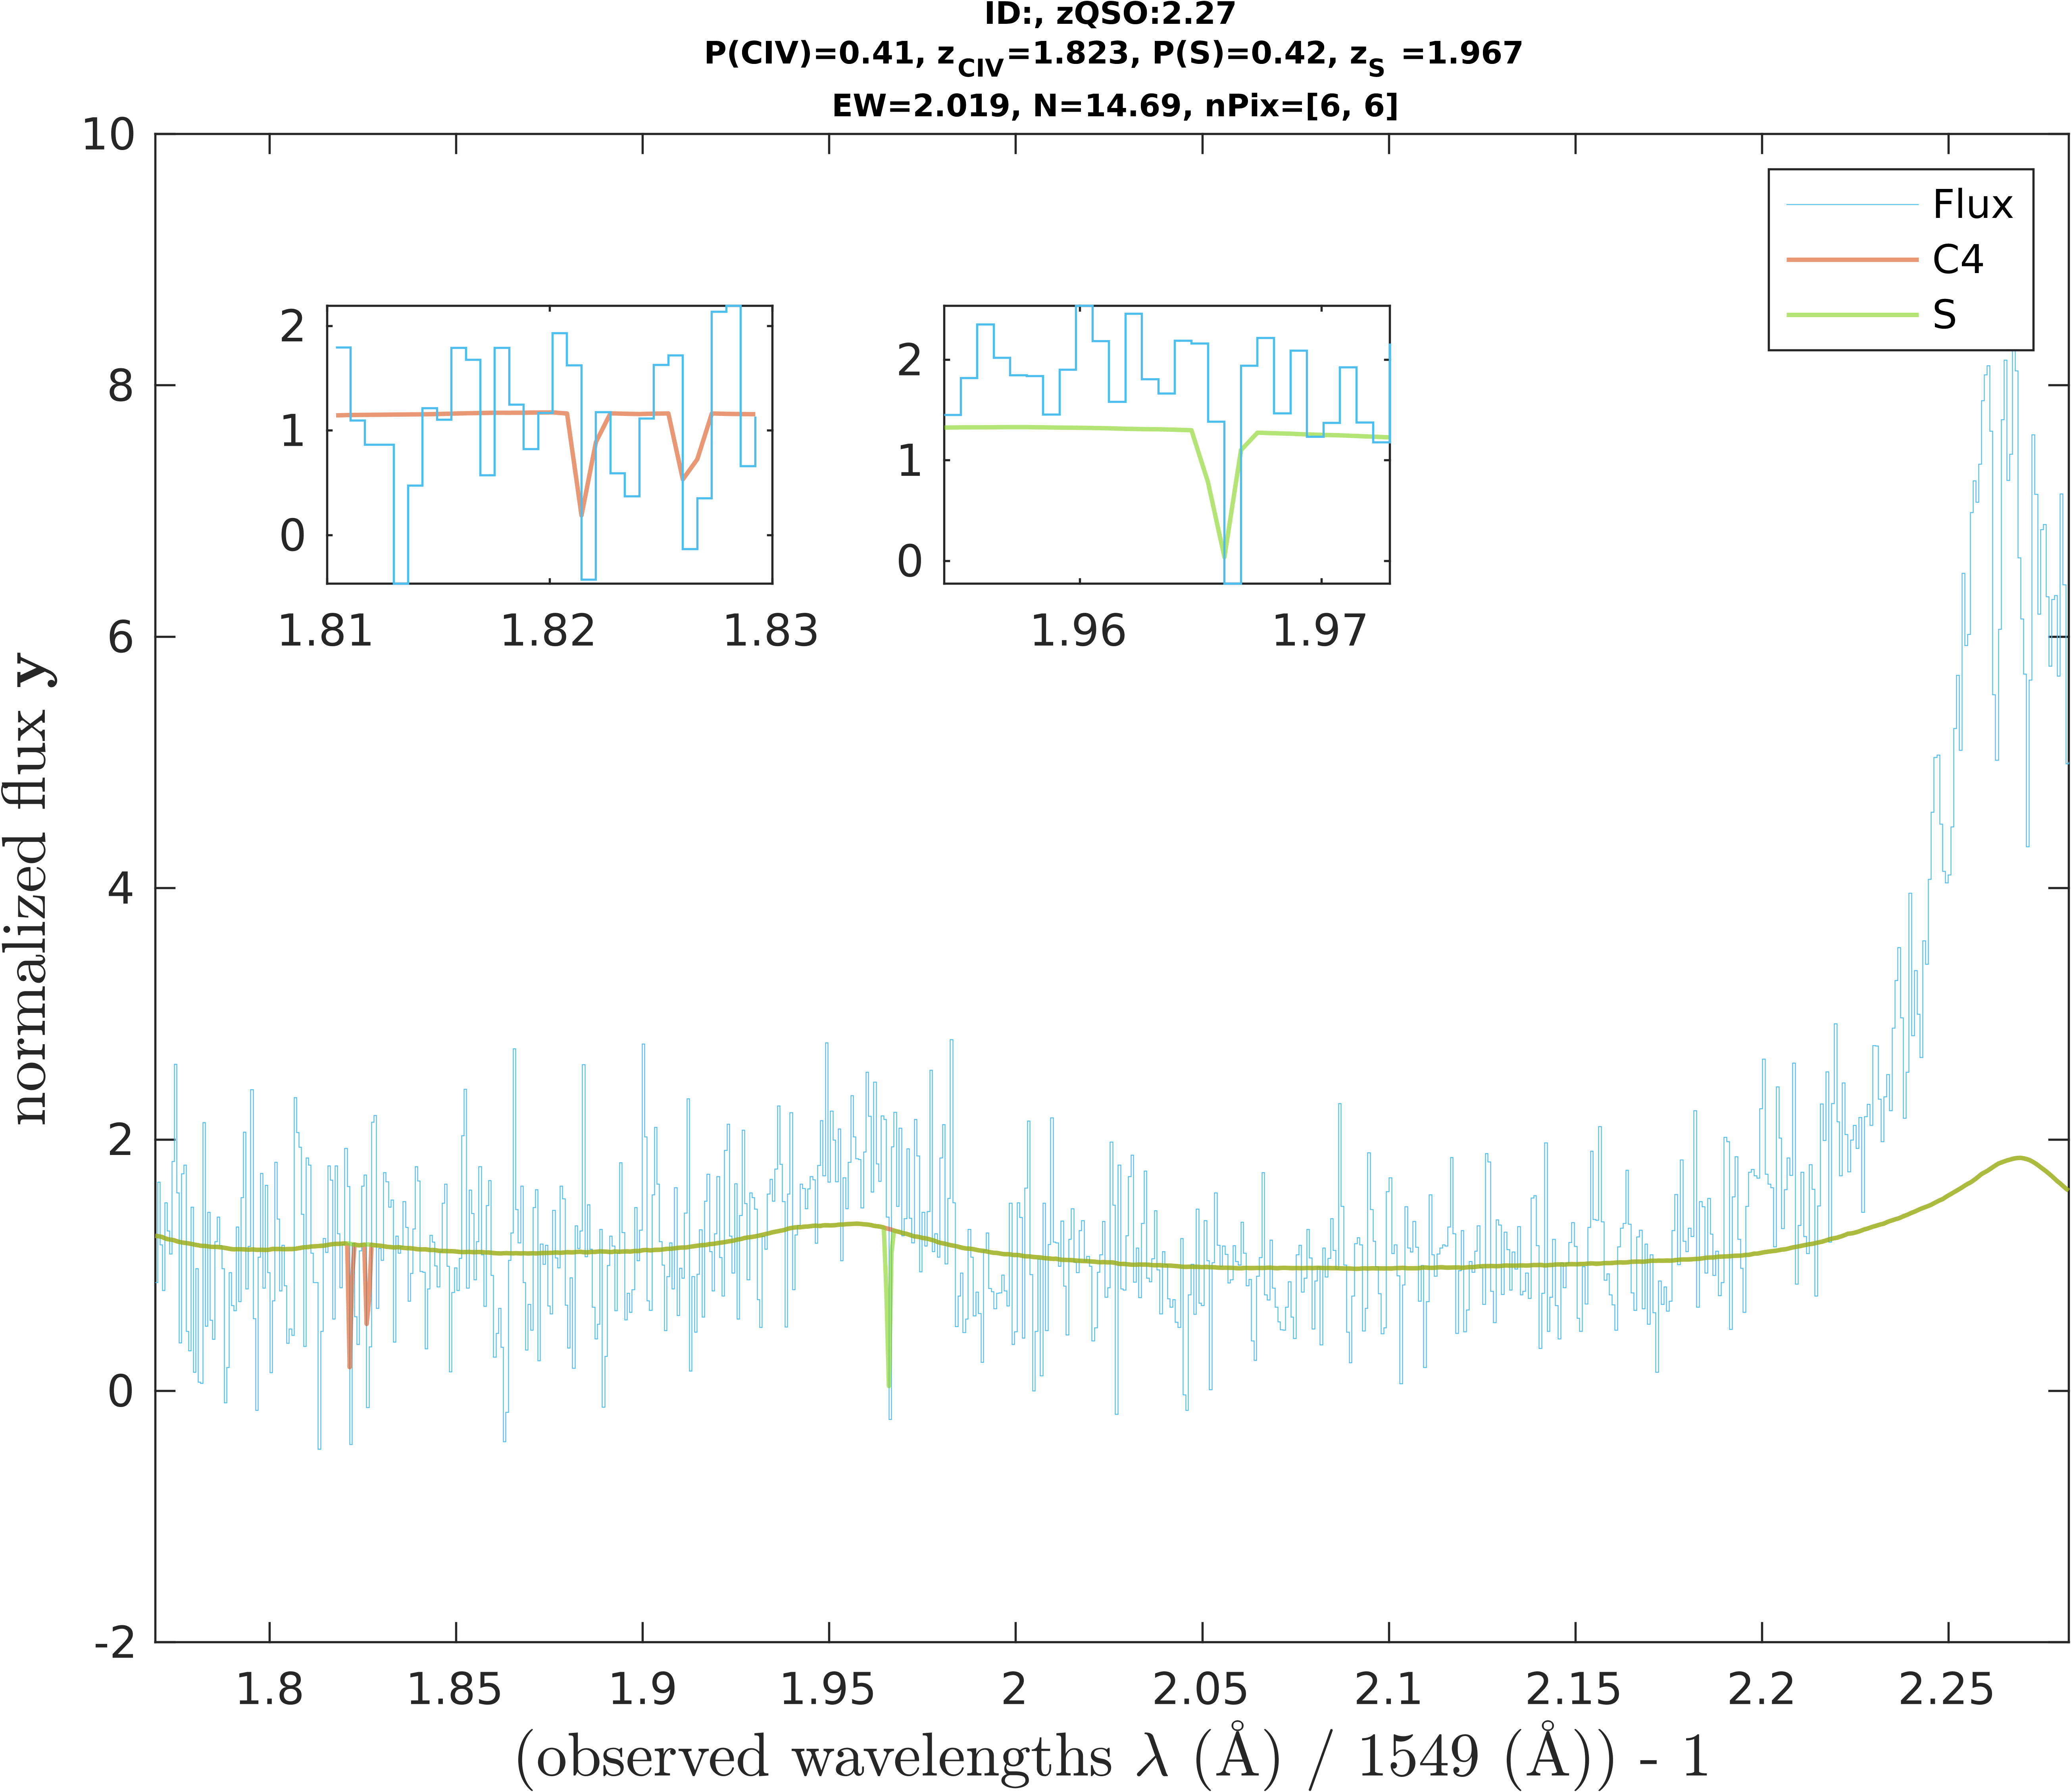 ID:, zQSO:2.27
P(CIV)=0.41, zCIV=1.823, P(S)=0.42, zS =1.967
EW=2.019, N=14.69, nPix=[6, 6]
10
8
6
4
2
0
-2
normalized flux y
Flux
C4
S
2
1
0
1.81 1.82 1.83
2
1
0
1.96 1.97
1.8 1.85 1.9 1.95 2 2.05 2.1 2.15 2.2 2.25
(observed wavelengths λ (Å) / 1549 (Å)) - 1